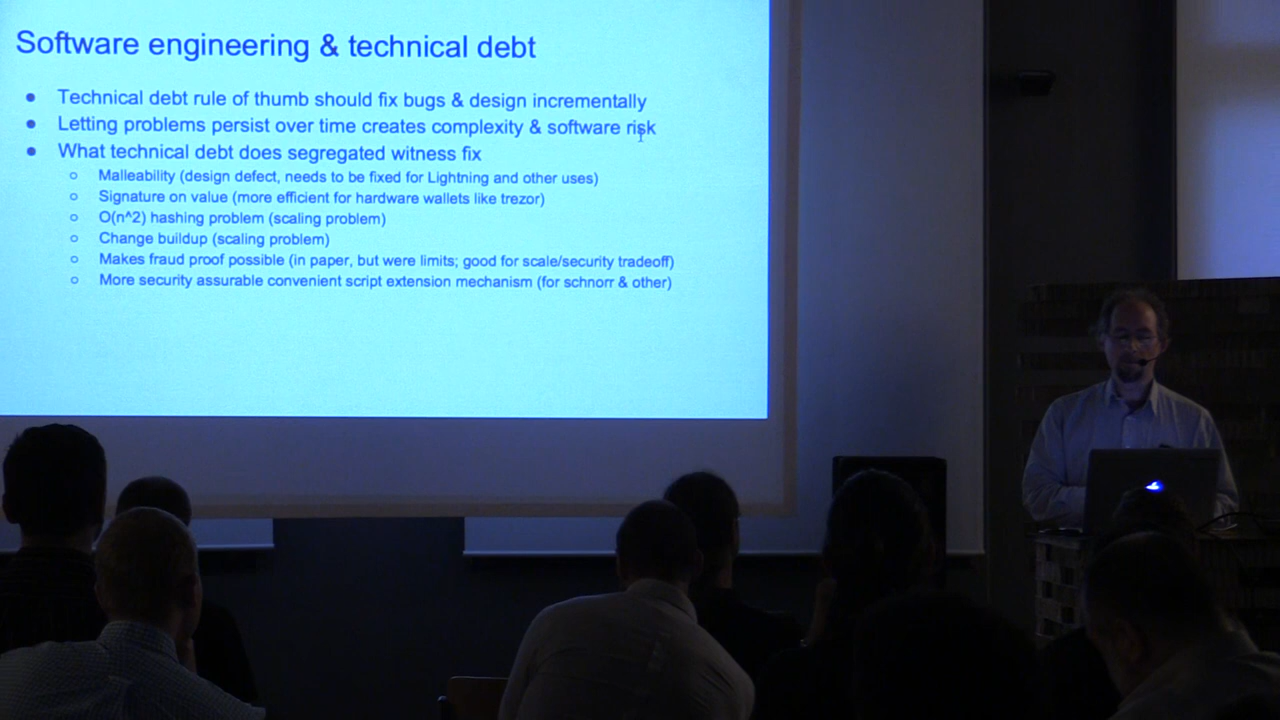 Software engineering & technical debt
● Technical debt rule of thumb should fix bugs & design incrementally
● Letting problems persist over time creates complexity & software risk
● What technical debt does segregated witness fix
○ Malleability (design defect, needs to be fixed for Lightning and other uses)
○ Signature on value (more efficient for hardware wallets like trezor)
○ O(n^2) hashing problem (scaling problem)
○ Change buildup (scaling problem)
○ Makes fraud proof possible (in paper, but were limits; good for scale/security tradeoff)
○ More security assurable convenient script extension mechanism (for schnorr & other)